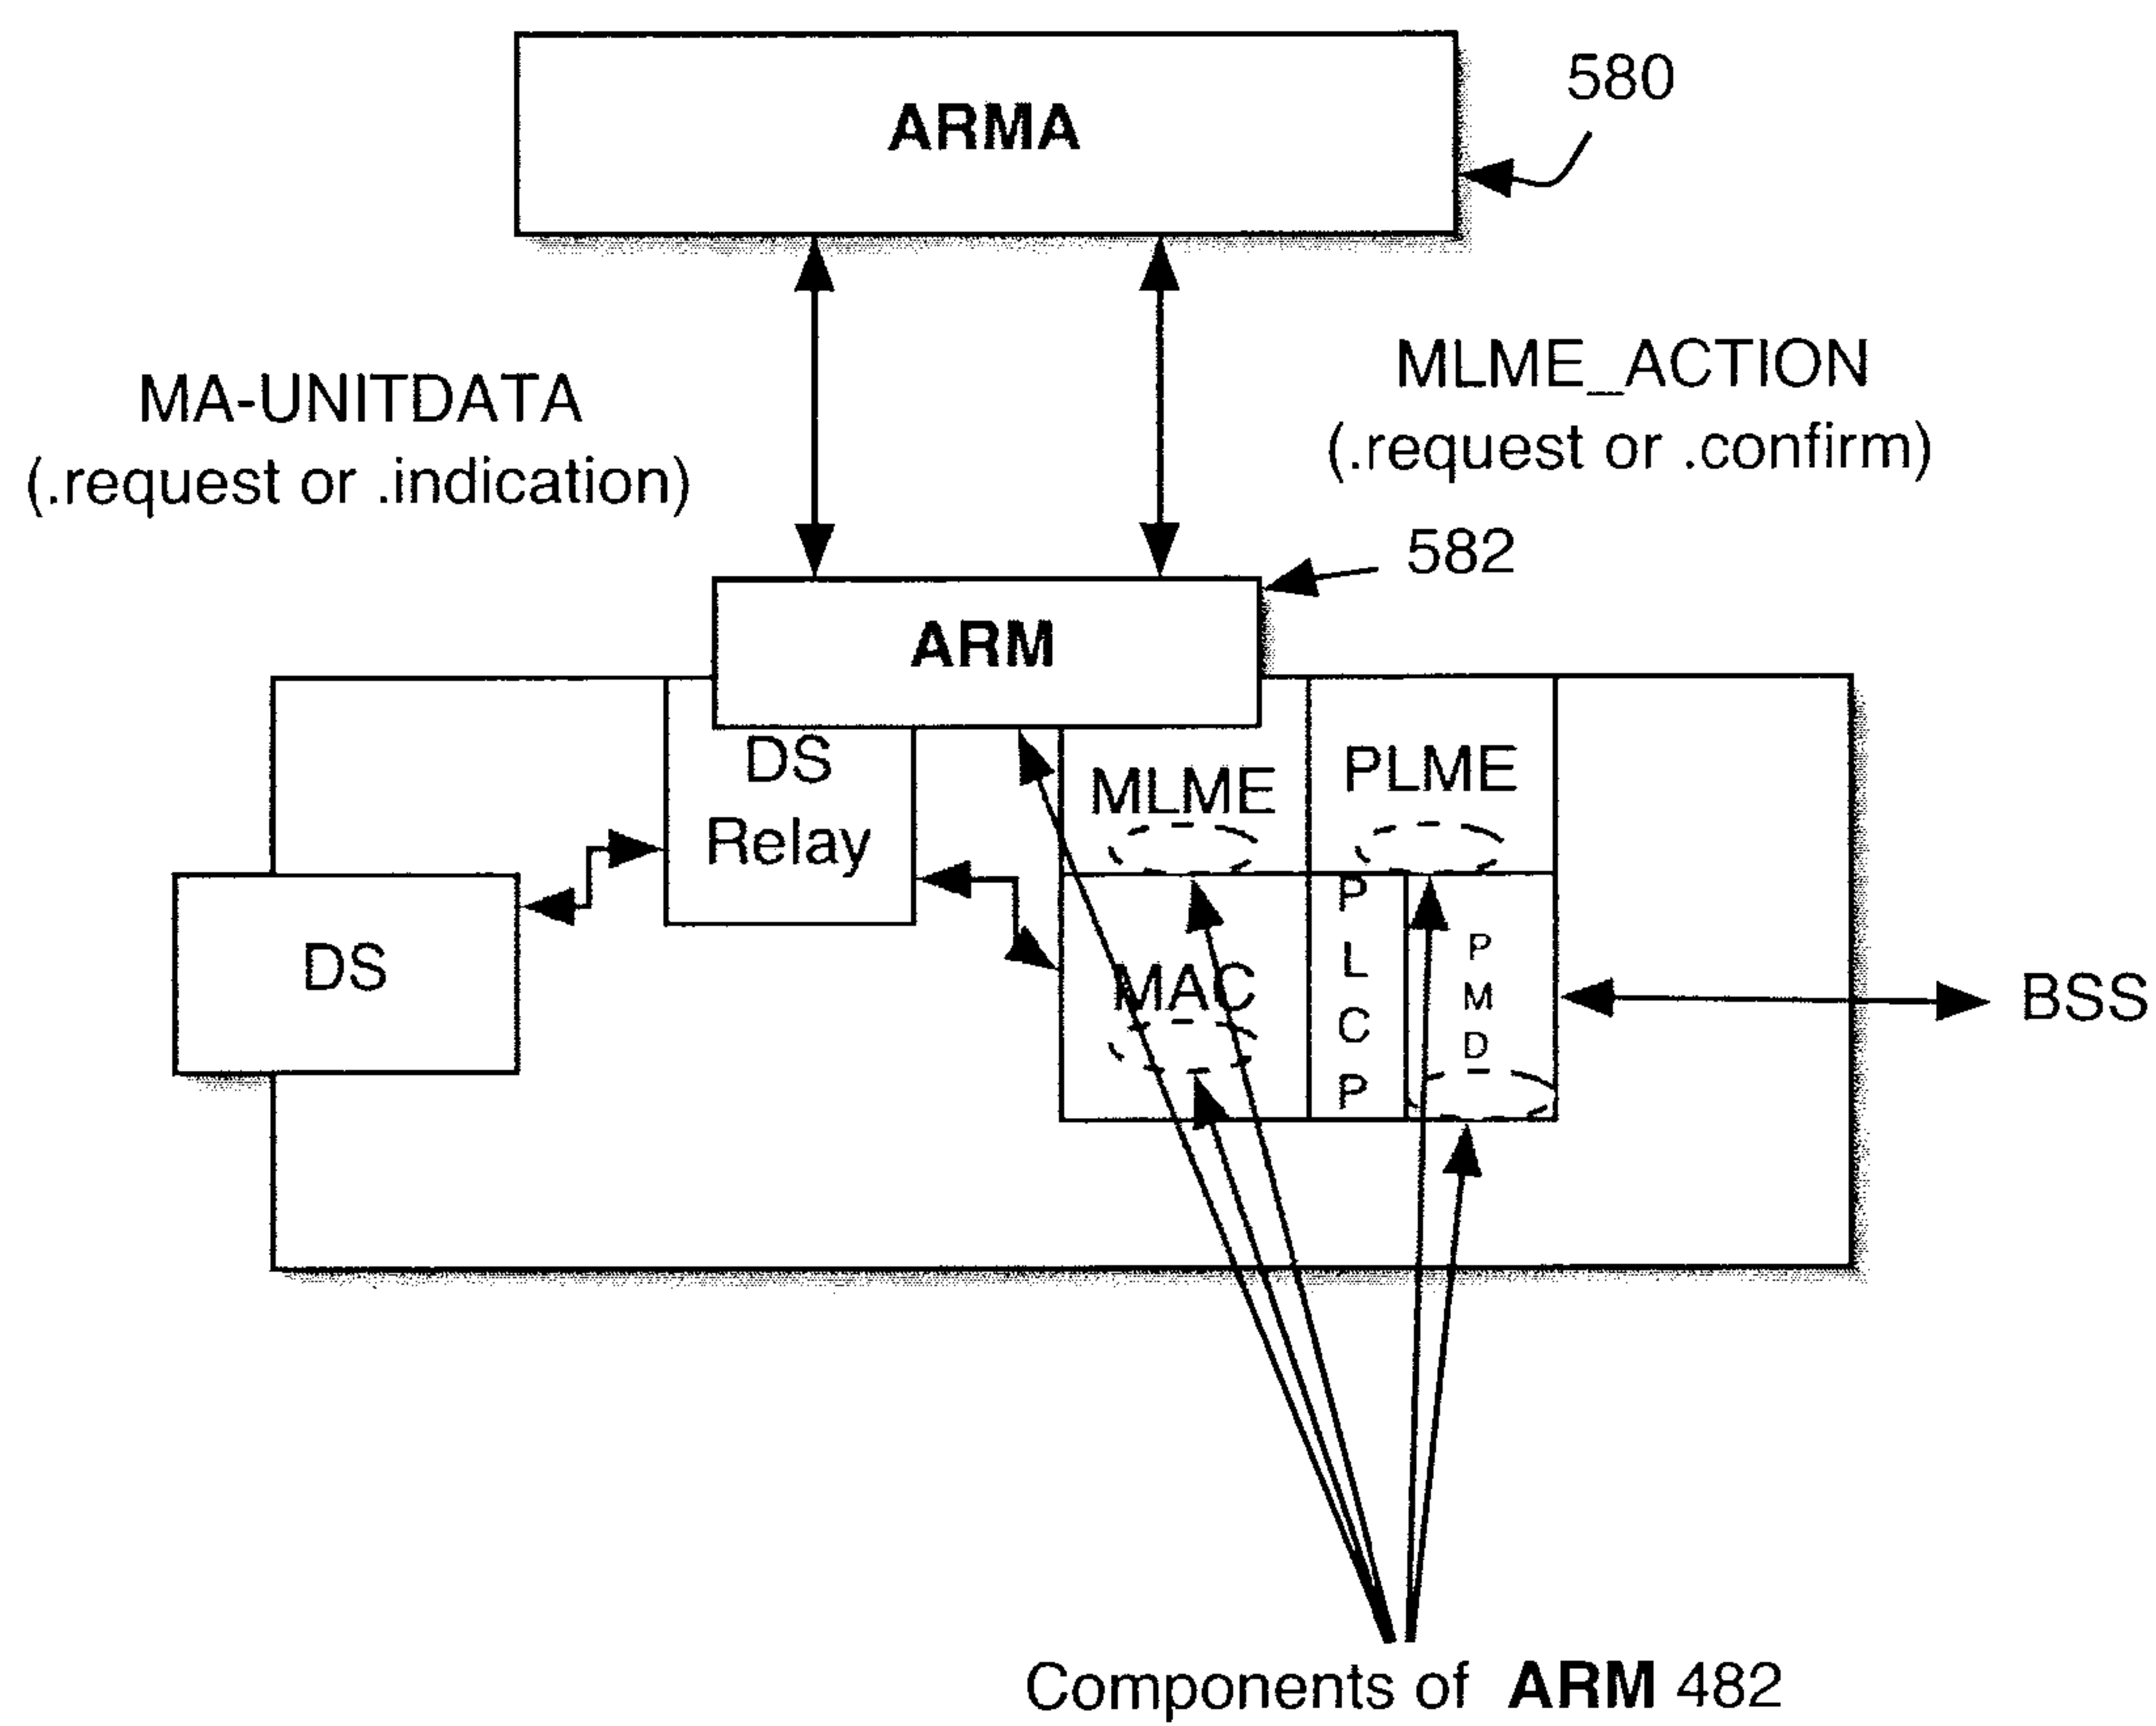 ARMA
580
MA-UNITDATA
(.request or .indication)
MLME_ACTION
(.request or .confirm)
582
ARM
DS
Relay
MLME
PLME
DS
MAC
P
L
C
P
P
M
D
BSS
Components of ARM 482